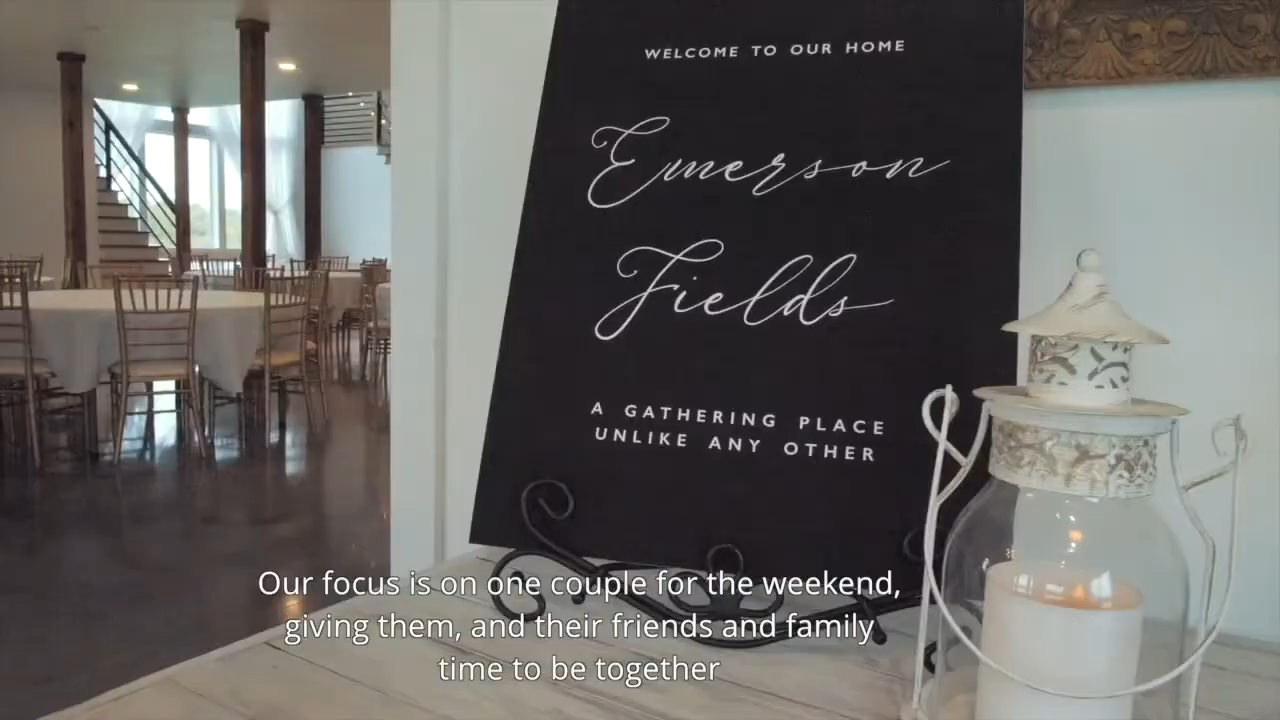 WELCOME TO OUR HOME
Emerson
Fields
A GATHERING PLACE
UNLIKE ANY OTHER
Our focus is on one couple for the weekend,
giving them, and their friends and family
time to be together